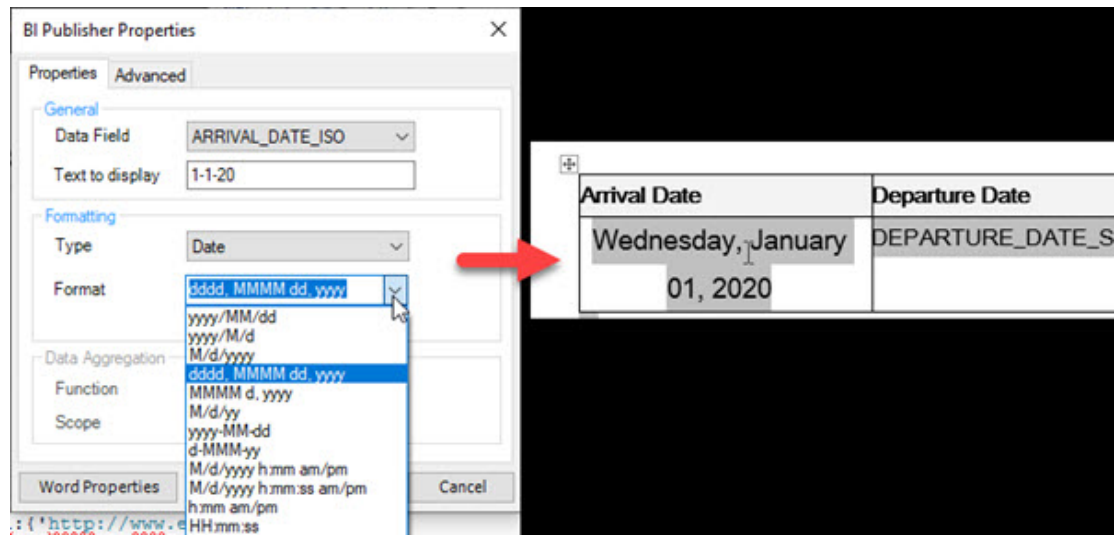 BI Publisher Properties
Properties Advanced
General
Data Field ARRIVAL_DATE_ISO
Text to display 1-1-20
Formatting
Type Date
Format dddd, MMMM dd, yyyy
yyyy/MM/dd
yyyy/M/d
M/d/yyyy
dddd, MMMM dd, yyyy
MMMM d, yyyy
M/d/yy
yyyy-MM-dd
d-MMM-yy
M/d/yyyy h:mm am/pm
M/d/yyyy h:mm:ss am/pm
h:mm am/pm
HH:mm:ss
Data Aggregation
Function
Scope
Word Properties Cancel
:{'http://www.e
Arrival Date Departure Date
Wednesday, January DEPARTURE_DATE_S
01, 2020